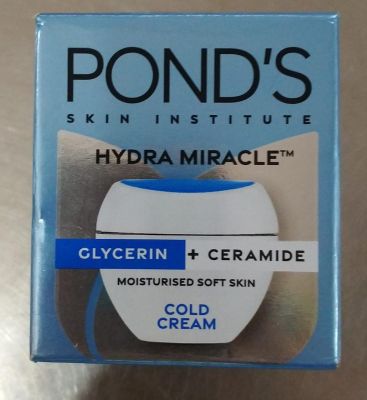 POND'S
SKIN INSTITUTE
HYDRA MIRACLE™
GLYCERIN + CERAMIDE
MOISTURISED SOFT SKIN
COLD
CREAM